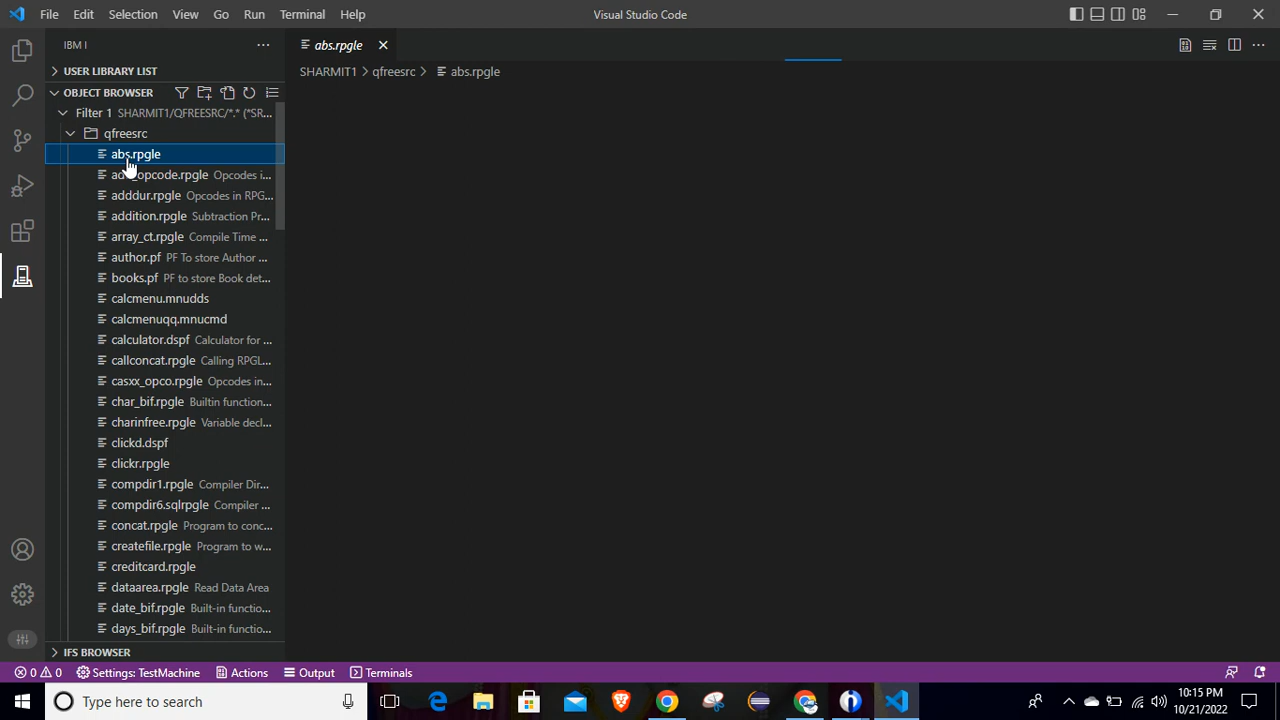 File Edit Selection View Go Run Terminal Help
Visual Studio Code
IBM I
abs.rpgle
USER LIBRARY LIST
SHARMIT1 > qfreesrc > abs.rpgle
OBJECT BROWSER
Filter 1 SHARMIT1/QFREESRC/*.* (*SR...
qfreesrc
abs.rpgle
add_opcode.rpgle Opcodes i...
adddur.rpgle Opcodes in RPG...
addition.rpgle Subtraction Pr...
array_ct.rpgle Compile Time ...
author.pf PF To store Author ...
books.pf PF to store Book det...
calcmenu.mnudds
calcmenuqq.mnucmd
calculator.dspf Calculator for ...
callconcat.rpgle Calling RPGL...
casxx_opco.rpgle Opcodes in...
char_bif.rpgle Builtin function...
charinfree.rpgle Variable decl...
clickd.dspf
clickr.rpgle
compdir1.rpgle Compiler Dir...
compdir6.sqlrpgle Compiler ...
concat.rpgle Program to conc...
createfile.rpgle Program to w...
creditcard.rpgle
dataarea.rpgle Read Data Area
date_bif.rpgle Built-in functio...
days_bif.rpgle Built-in functio...
IFS BROWSER
0 0 Settings: TestMachine Actions Output Terminals
Type here to search
10:15 PM
10/21/2022